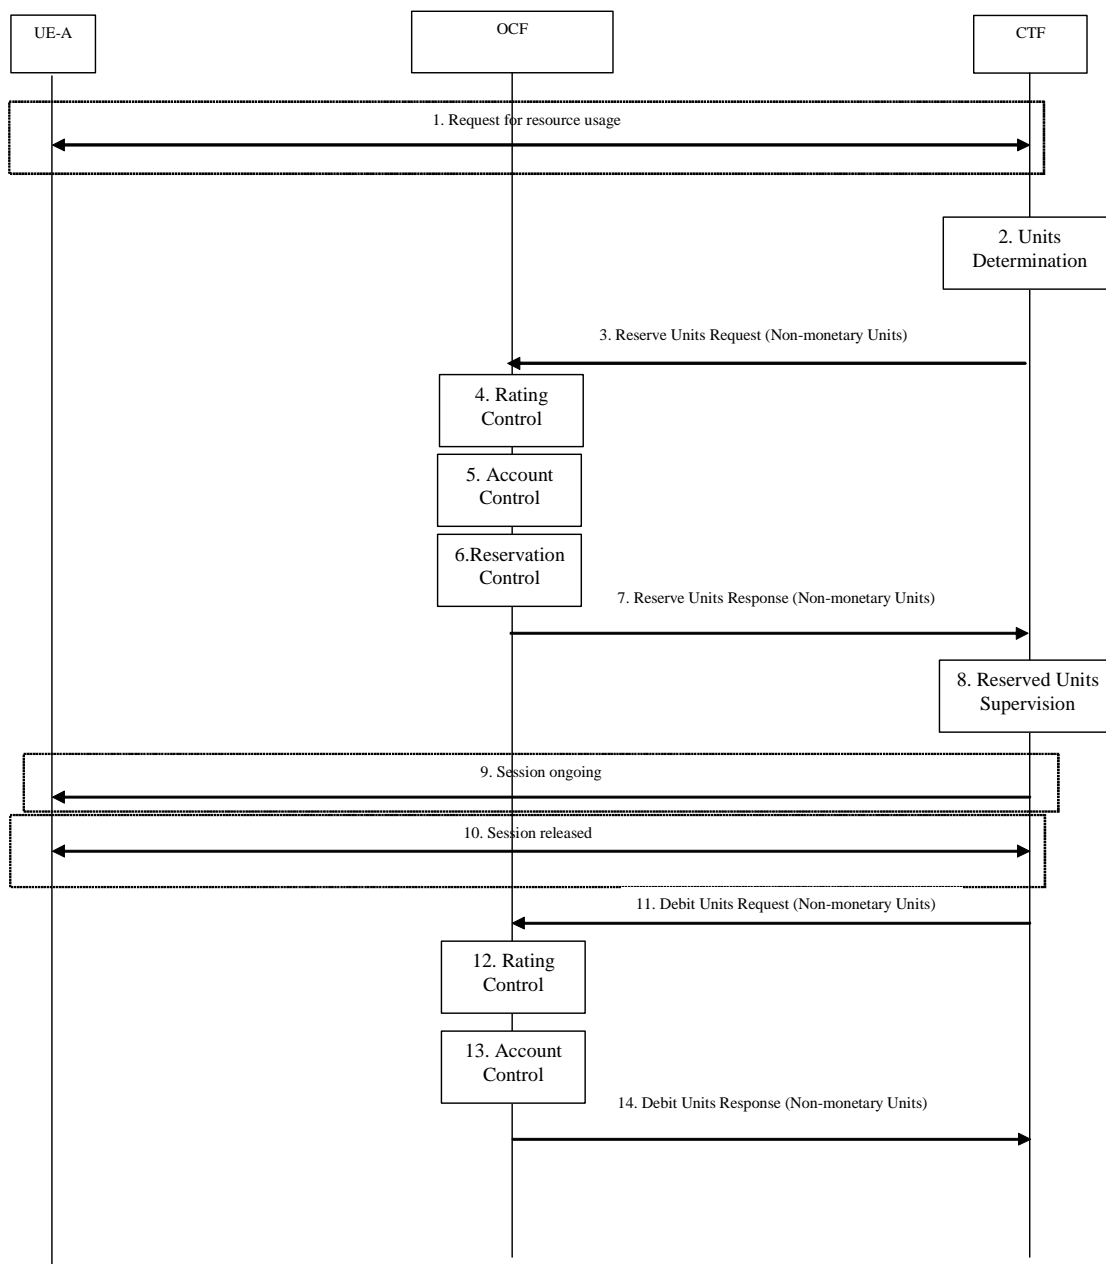 UE-A
OCF
CTF
1. Request for resource usage
2. Units
Determination
3. Reserve Units Request (Non-monetary Units)
4. Rating
Control
5. Account
Control
6.Reservation
Control
7. Reserve Units Response (Non-monetary Units)
8. Reserved Units
Supervision
9. Session ongoing
10. Session released
11. Debit Units Request (Non-monetary Units)
12. Rating
Control
13. Account
Control
14. Debit Units Response (Non-monetary Units)